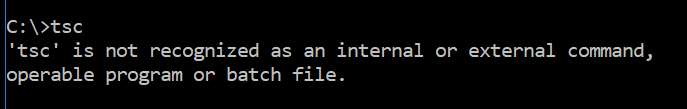 C:\>tsc
'tsc' is not recognized as an internal or external command,
operable program or batch file.